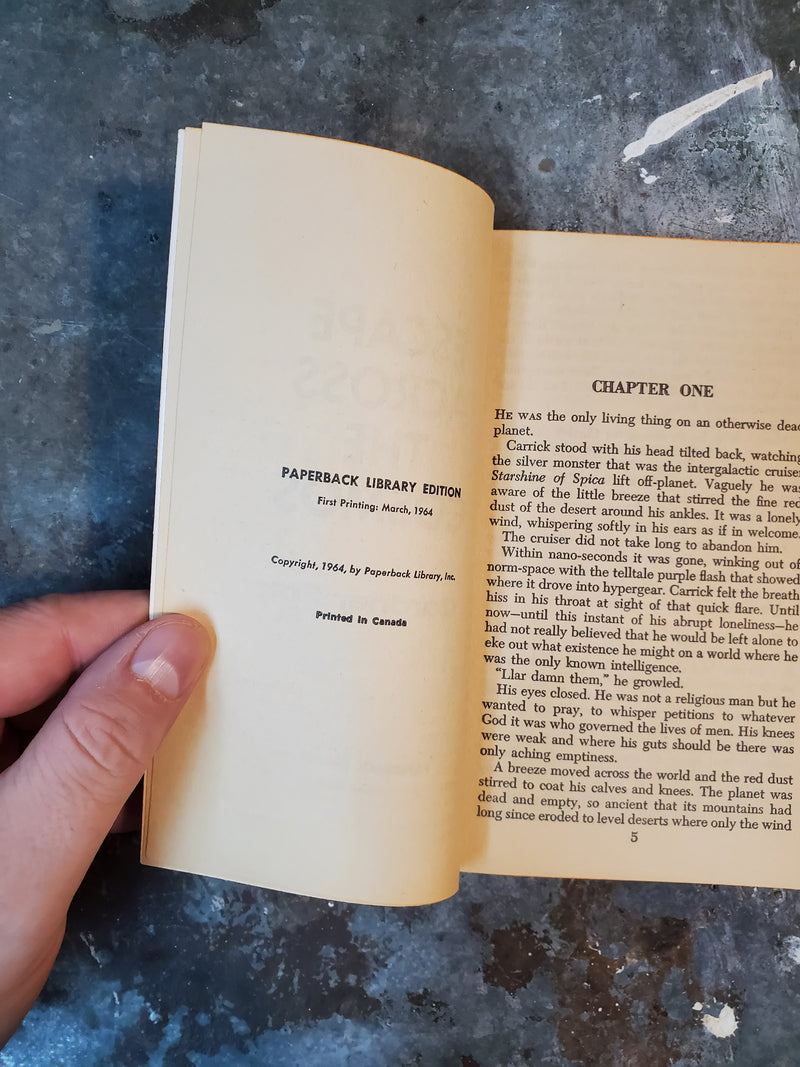 PAPERBACK LIBRARY EDITION
First Printing: March, 1964
Copyright, 1964, by Paperback Library, Inc.
Printed in Canada
CHAPTER ONE
HE WAS the only living thing on an otherwise dead
planet.
Carrick stood with his head tilted back, watching
the silver monster that was the intergalactic cruiser
Starshine of Spica lift off-planet. Vaguely he was
aware of the little breeze that stirred the fine red
dust of the desert around his ankles. It was a lonely
wind, whispering softly in his ears as if in welcome.
The cruiser did not take long to abandon him.
Within nano-seconds it was gone, winking out of
norm-space with the telltale purple flash that showed
where it drove into hypergear. Carrick felt the breath
hiss in his throat at sight of that quick flare. Until
now—until this instant of his abrupt loneliness—he
had not really believed that he would be left alone to
eke out what existence he might on a world where he
was the only known intelligence.
"Llar damn them," he growled.
His eyes closed. He was not a religious man but he
wanted to pray, to whisper petitions to whatever
God it was who governed the lives of men. His knees
were weak and where his guts should be there was
only aching emptiness.
A breeze moved across the world and the red dust
stirred to coat his calves and knees. The planet was
dead and empty, so ancient that its mountains had
long since eroded to level deserts where only the wind
5